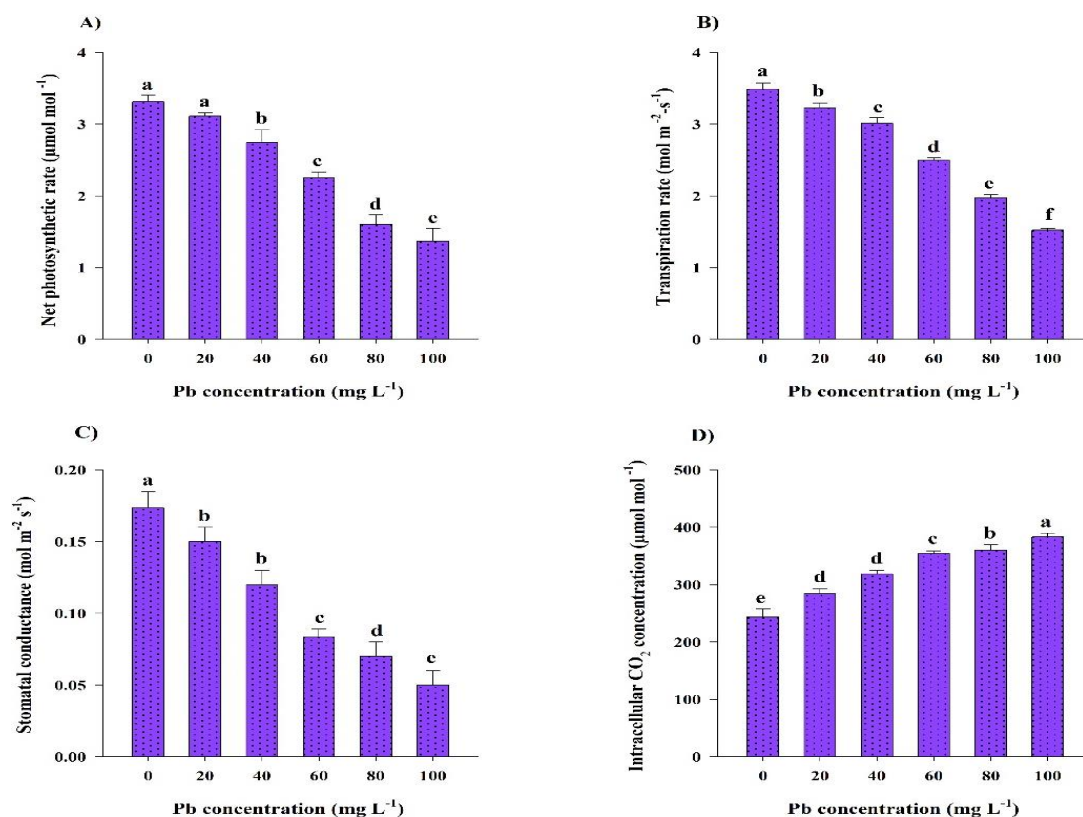 A)
Net photosynthetic rate (µmol mol⁻¹)
4
3
2
1
0
a a b c d e
0 20 40 60 80 100
Pb concentration (mg L⁻¹)
B)
Transpiration rate (mol m⁻²-s⁻¹)
4
3
2
1
0
a b c d e f
0 20 40 60 80 100
Pb concentration (mg L⁻¹)
C)
Stomatal conductance (mol m⁻² s⁻¹)
0.20
0.15
0.10
0.05
0.00
a b b c d e
0 20 40 60 80 100
Pb concentration (mg L⁻¹)
D)
Intracellular CO₂ concentration (µmol mol⁻¹)
500
400
300
200
100
0
e d d c b a
0 20 40 60 80 100
Pb concentration (mg L⁻¹)